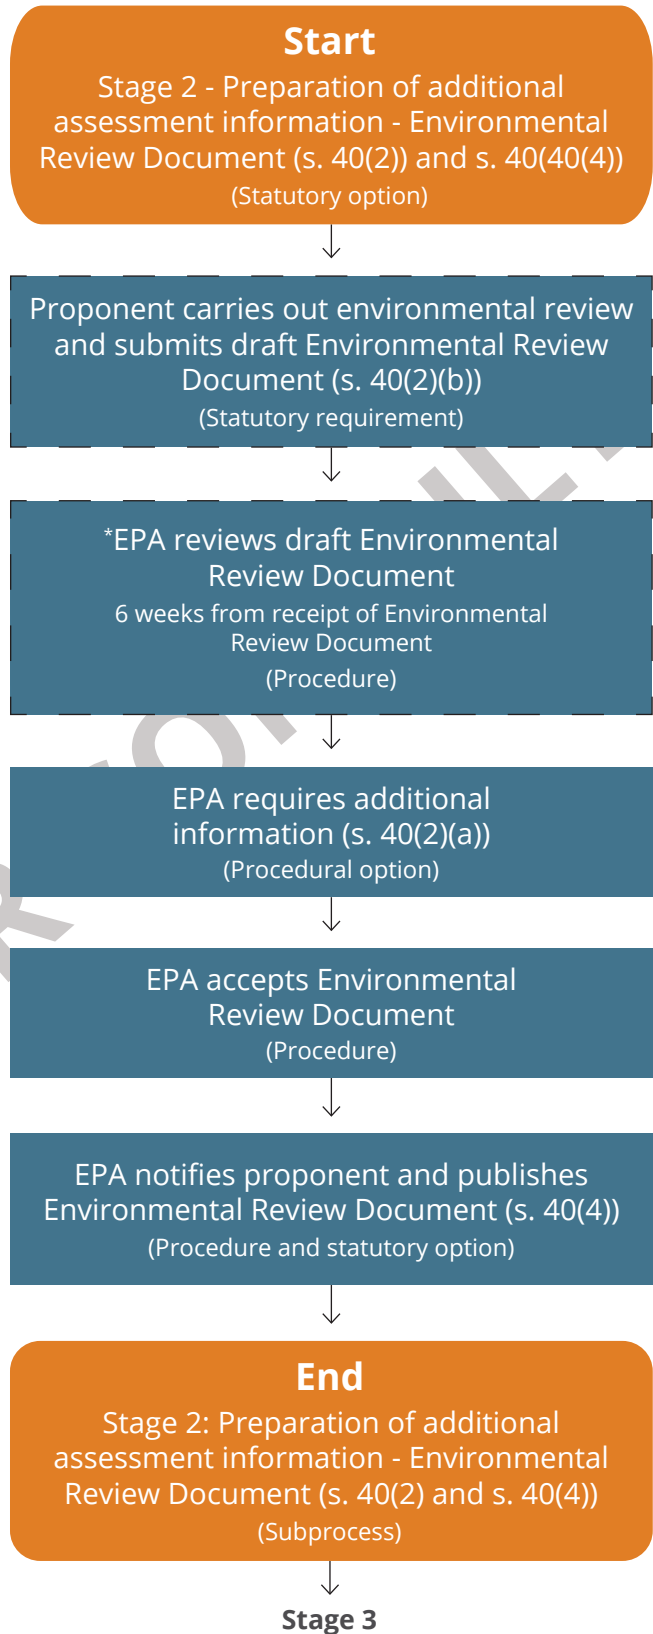 Start
Stage 2 - Preparation of additional
assessment information - Environmental
Review Document (s. 40(2)) and s. 40(40(4))
(Statutory option)
Proponent carries out environmental review
and submits draft Environmental Review
Document (s. 40(2)(b))
(Statutory requirement)
*EPA reviews draft Environmental
Review Document
6 weeks from receipt of Environmental
Review Document
(Procedure)
EPA requires additional
information (s. 40(2)(a))
(Procedural option)
EPA accepts Environmental
Review Document
(Procedure)
EPA notifies proponent and publishes
Environmental Review Document (s. 40(4))
(Procedure and statutory option)
End
Stage 2: Preparation of additional
assessment information - Environmental
Review Document (s. 40(2) and s. 40(4))
(Subprocess)
Stage 3